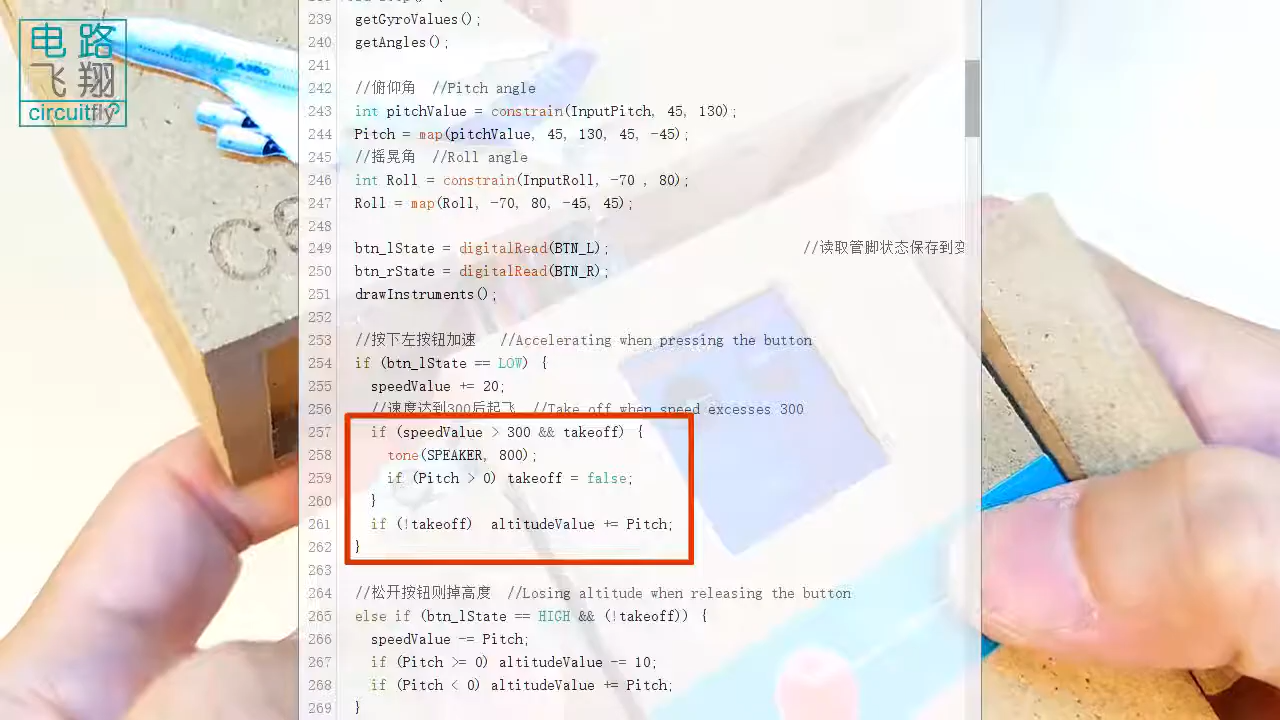 电路
飞翔
circuitfly?
A380
239 getGyroValues();
240 getAngles();
241
242 //俯仰角 //Pitch angle
243 int pitchValue = constrain(InputPitch, 45, 130);
244 Pitch = map(pitchValue, 45, 130, 45, -45);
245 //摇晃角 //Roll angle
246 int Roll = constrain(InputRoll, -70 , 80);
247 Roll = map(Roll, -70, 80, -45, 45);
248
249 btn_lState = digitalRead(BTN_L); //读取管脚状态保存到变
250 btn_rState = digitalRead(BTN_R);
251 drawInstruments();
252
253 //按下左按钮加速 //Accelerating when pressing the button
254 if (btn_lState == LOW) {
255 speedValue += 20;
256 //速度达到300后起飞 //Take off when speed excesses 300
257 if (speedValue > 300 && takeoff) {
258 tone(SPEAKER, 800);
259 if (Pitch > 0) takeoff = false;
260 }
261 if (!takeoff) altitudeValue += Pitch;
262 }
263
264 //松开按钮则掉高度 //Losing altitude when releasing the button
265 else if (btn_lState == HIGH && (!takeoff)) {
266 speedValue -= Pitch;
267 if (Pitch >= 0) altitudeValue -= 10;
268 if (Pitch < 0) altitudeValue += Pitch;
269 }